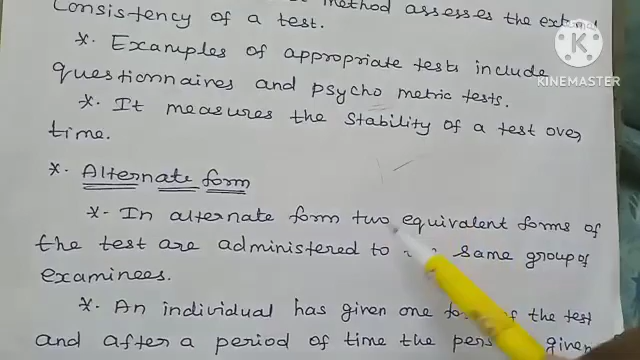 method assesses the external
Consistency of a test.
*. Examples of appropriate tests include
questionnaires and psycho metric tests.
*. It measures the stability of a test over
time.
*. Alternate form
*. In alternate form two equivalent forms of
the test are administered to same group of
examinees.
*. An individual has given one of the test
and after a period of time the given
KINEMASTER